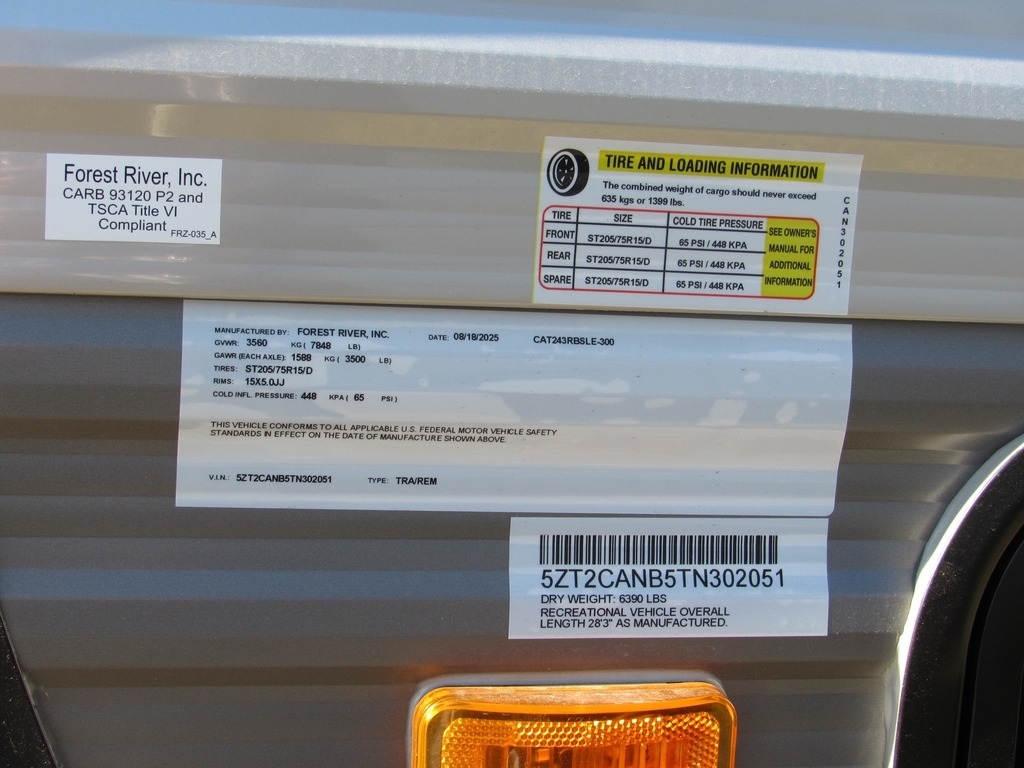 Forest River, Inc.
CARB 93120 P2 and
TSCA Title VI
Compliant FRZ-035_A
TIRE AND LOADING INFORMATION
The combined weight of cargo should never exceed
635 kgs or 1399 lbs.
TIRE SIZE COLD TIRE PRESSURE
FRONT ST205/75R15/D 65 PSI / 448 KPA
REAR ST205/75R15/D 65 PSI / 448 KPA
SPARE ST205/75R15/D 65 PSI / 448 KPA
SEE OWNER'S
MANUAL FOR
ADDITIONAL
INFORMATION
CAN302051
MANUFACTURED BY: FOREST RIVER, INC. DATE: 08/18/2025 CAT243RBSLE-300
GVWR: 3560 KG ( 7848 LB)
GAWR (EACH AXLE): 1588 KG ( 3500 LB)
TIRES: ST205/75R15/D
RIMS: 15X5.0JJ
COLD INFL. PRESSURE: 448 KPA ( 65 PSI )
THIS VEHICLE CONFORMS TO ALL APPLICABLE U.S. FEDERAL MOTOR VEHICLE SAFETY
STANDARDS IN EFFECT ON THE DATE OF MANUFACTURE SHOWN ABOVE.
V.I.N.: 5ZT2CANB5TN302051 TYPE: TRA/REM
5ZT2CANB5TN302051
DRY WEIGHT: 6390 LBS
RECREATIONAL VEHICLE OVERALL
LENGTH 28'3" AS MANUFACTURED.